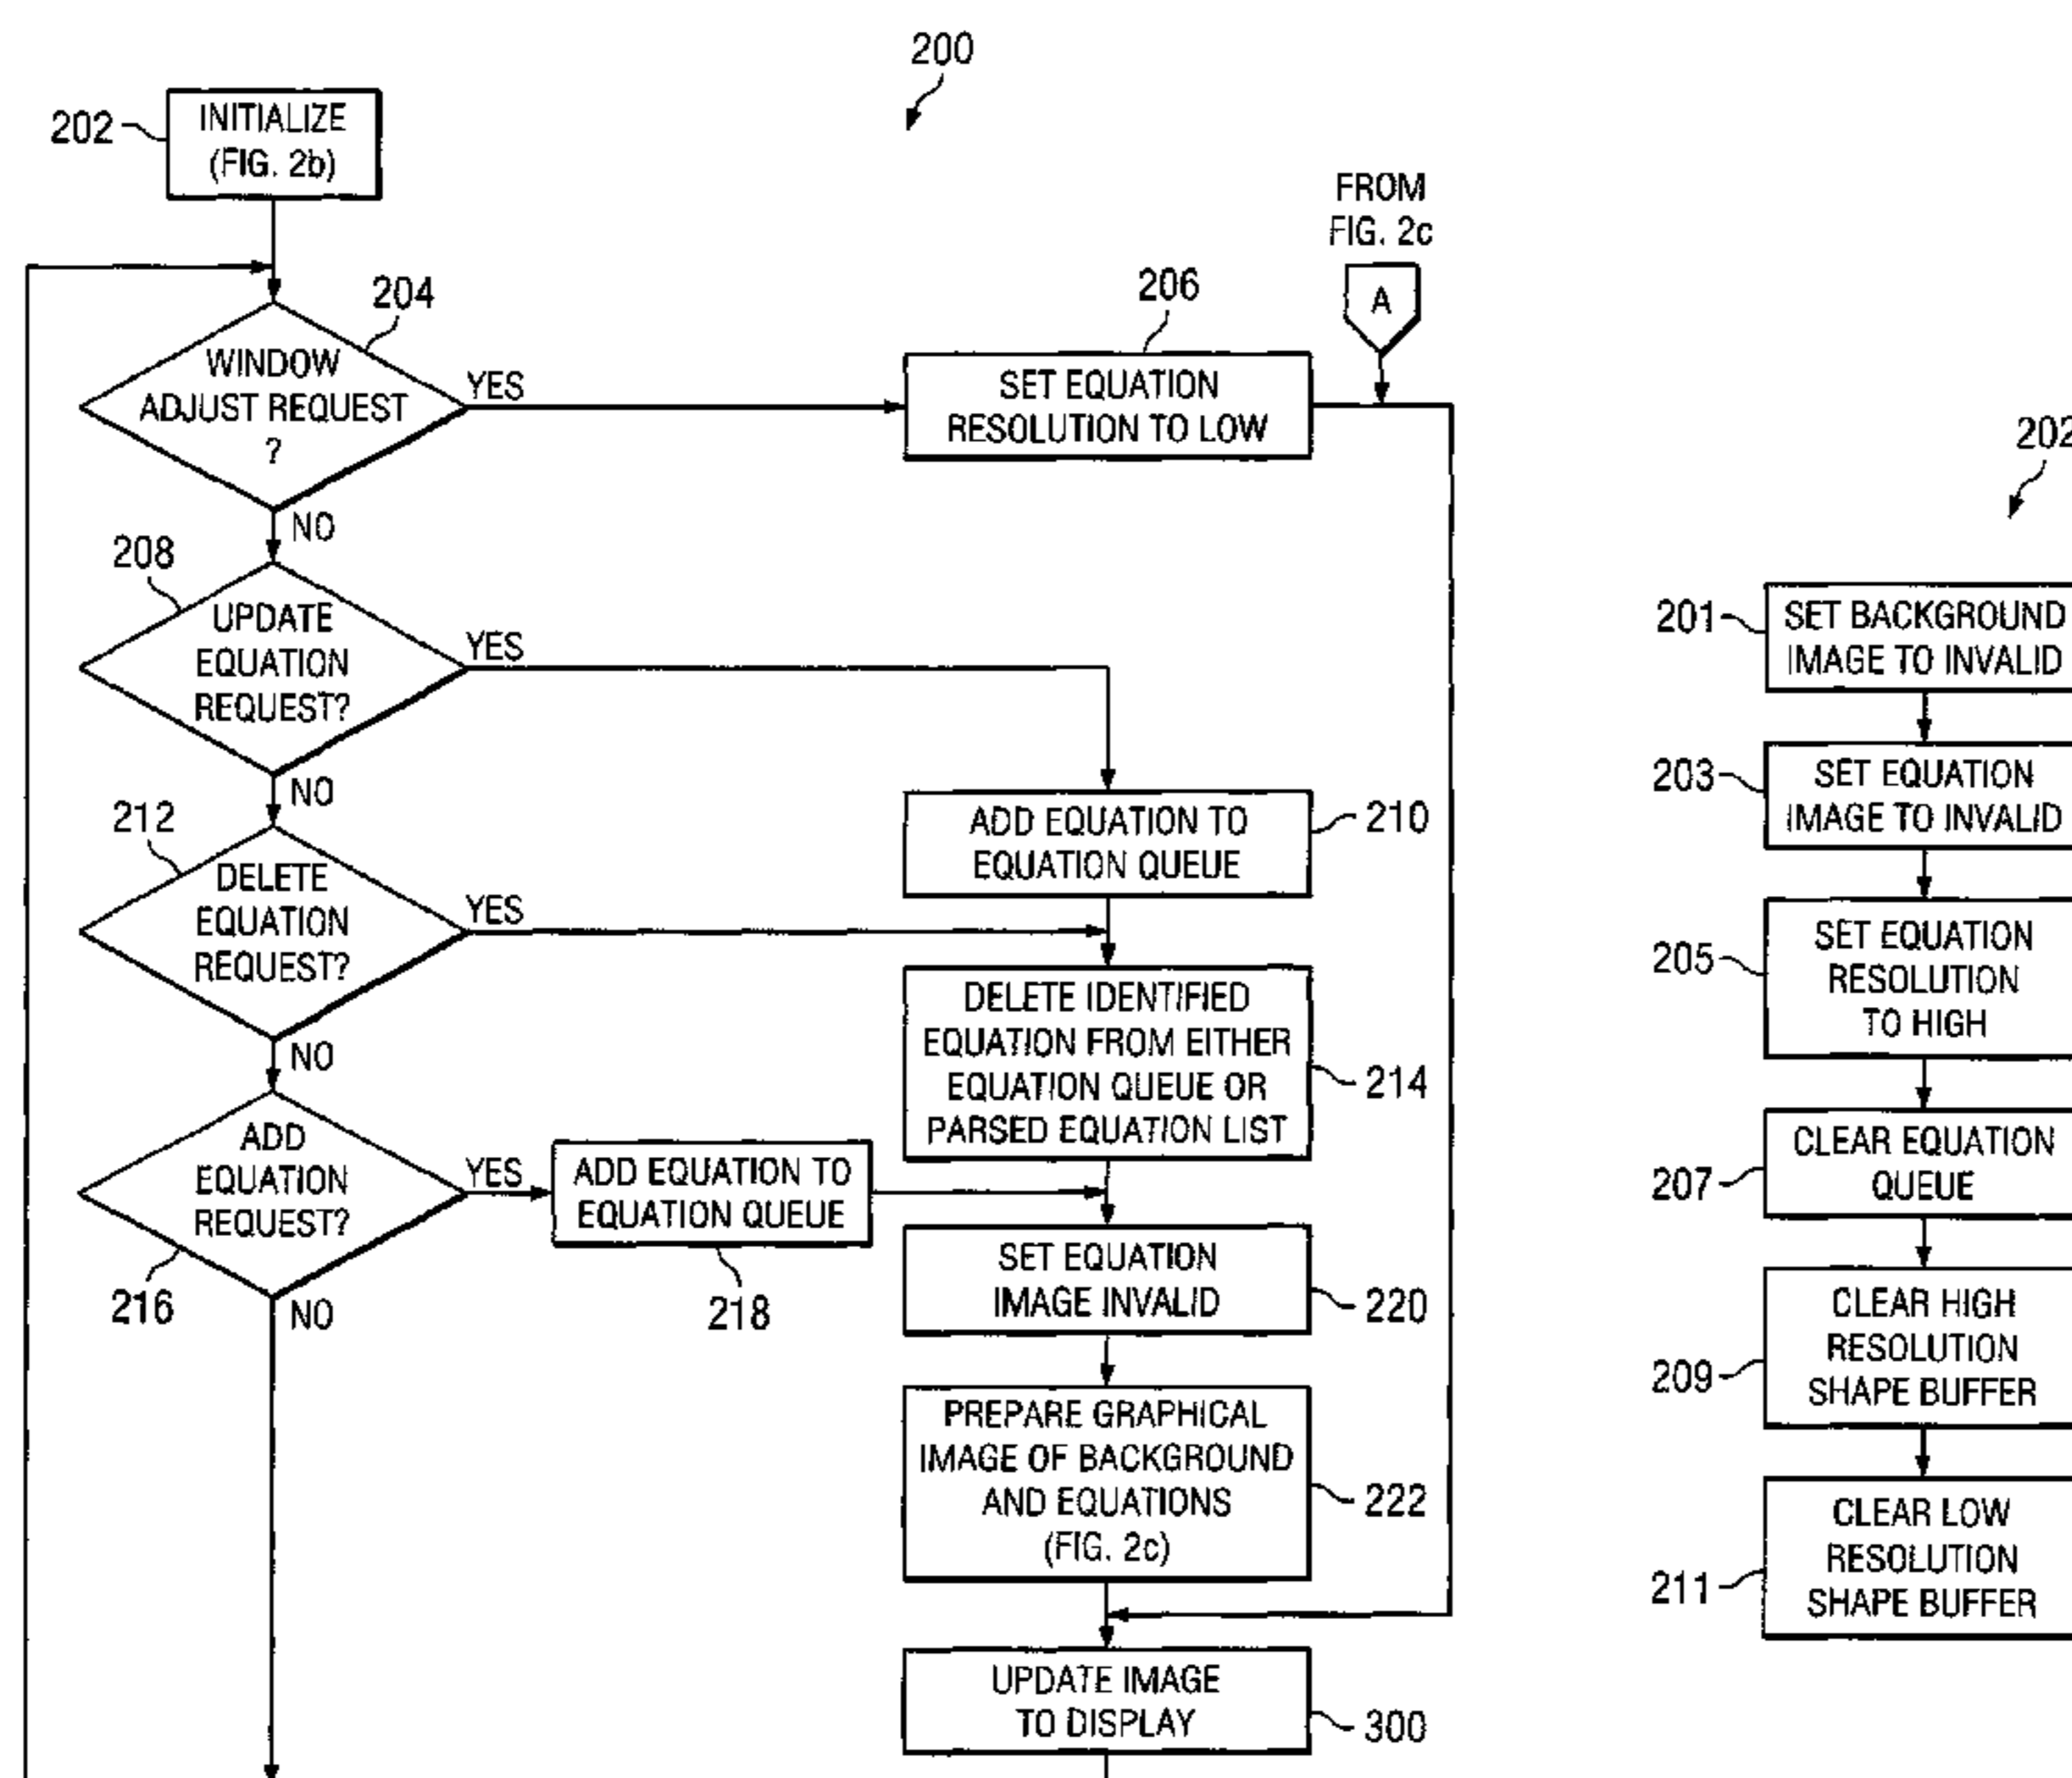 200
202
INITIALIZE
(FIG. 2b)
FROM
FIG. 2c
A
204
WINDOW
ADJUST REQUEST
?
YES
NO
206
SET EQUATION
RESOLUTION TO LOW
208
UPDATE
EQUATION
REQUEST?
YES
NO
ADD EQUATION TO
EQUATION QUEUE
210
212
DELETE
EQUATION
REQUEST?
YES
NO
DELETE IDENTIFIED
EQUATION FROM EITHER
EQUATION QUEUE OR
PARSED EQUATION LIST
214
ADD
EQUATION
REQUEST?
216
YES
NO
ADD EQUATION TO
EQUATION QUEUE
218
SET EQUATION
IMAGE INVALID
220
PREPARE GRAPHICAL
IMAGE OF BACKGROUND
AND EQUATIONS
(FIG. 2c)
222
UPDATE IMAGE
TO DISPLAY
300
202
201
SET BACKGROUND
IMAGE TO INVALID
203
SET EQUATION
IMAGE TO INVALID
205
SET EQUATION
RESOLUTION
TO HIGH
207
CLEAR EQUATION
QUEUE
209
CLEAR HIGH
RESOLUTION
SHAPE BUFFER
211
CLEAR LOW
RESOLUTION
SHAPE BUFFER